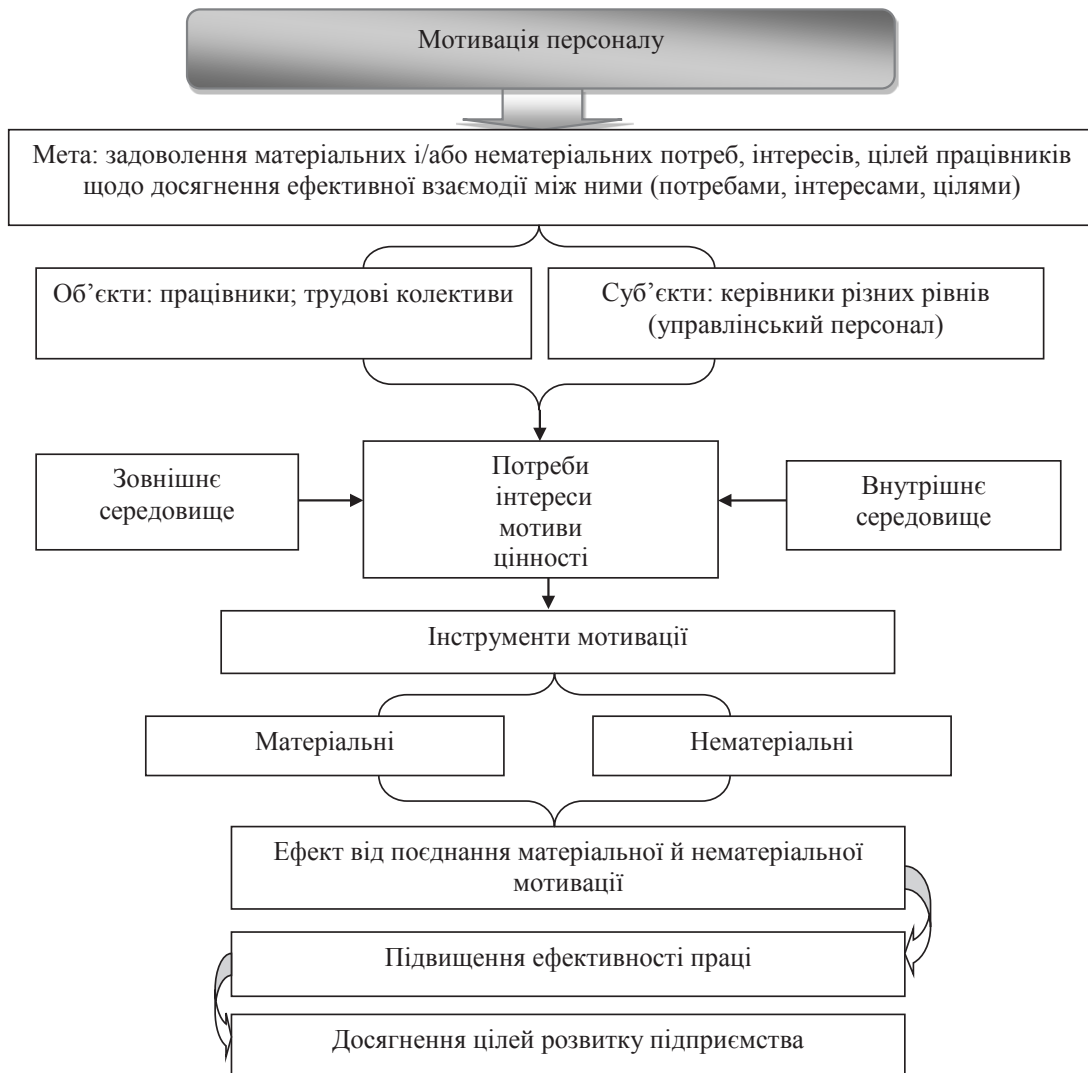 Мотивація персоналу
Мета: задоволення матеріальних і/або нематеріальних потреб, інтересів, цілей працівників
щодо досягнення ефективної взаємодії між ними (потребами, інтересами, цілями)
Об’єкти: працівники; трудові колективи
Суб’єкти: керівники різних рівнів
(управлінський персонал)
Зовнішнє
середовище
Потреби
інтереси
мотиви
цінності
Внутрішнє
середовище
Інструменти мотивації
Матеріальні
Нематеріальні
Ефект від поєднання матеріальної й нематеріальної
мотивації
Підвищення ефективності праці
Досягнення цілей розвитку підприємства